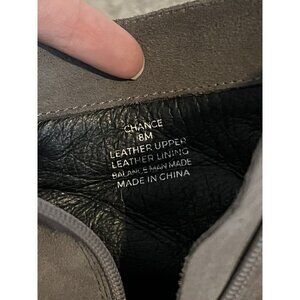 CHANCE
8M
LEATHER UPPER
LEATHER LINING
BALANCE MAN MADE
MADE IN CHINA